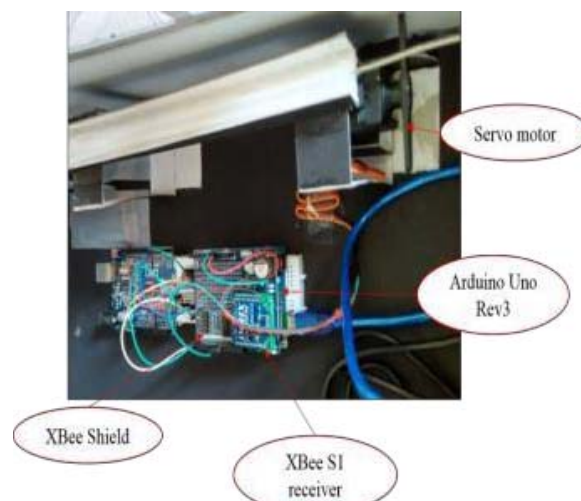 Servo motor
Arduino Uno
Rev3
XBee Shield
XBee S1
receiver